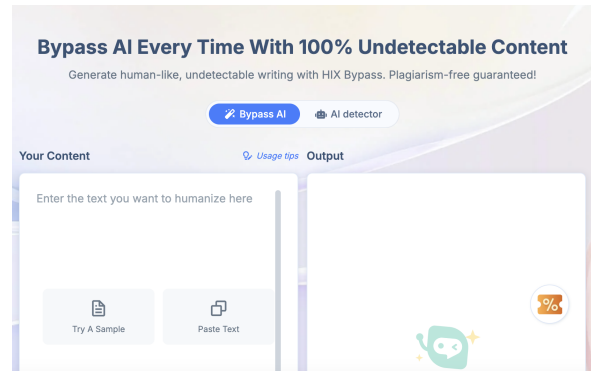 Bypass AI Every Time With 100% Undetectable Content
Generate human-like, undetectable writing with HIX Bypass. Plagiarism-free guaranteed!
Bypass AI
AI detector
Your Content
Usage tips
Output
Enter the text you want to humanize here
Try A Sample
Paste Text
%